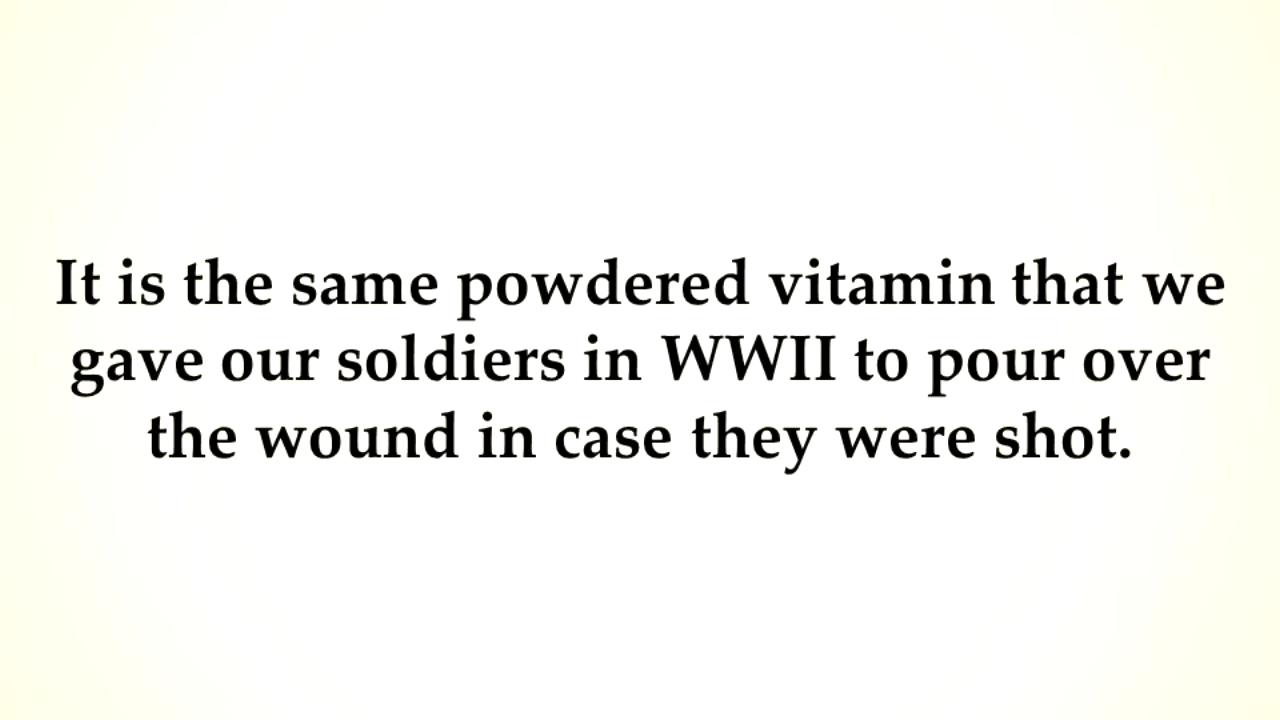 It is the same powdered vitamin that we
gave our soldiers in WWII to pour over
the wound in case they were shot.